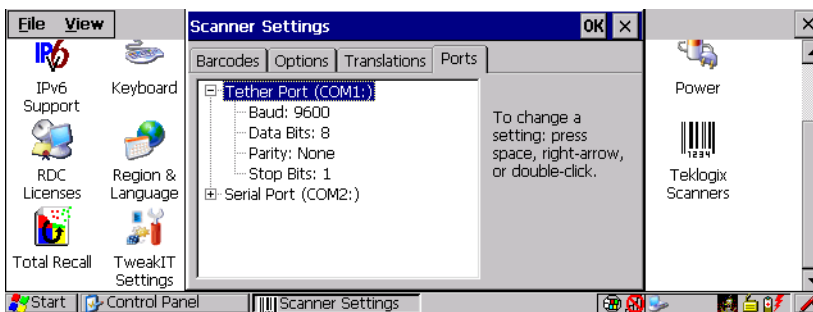 File View
Scanner Settings OK ×
Barcodes Options Translations Ports
IPv6 Support
Keyboard
RDC Licenses
Region & Language
Total Recall
TweakIT Settings
Tether Port (COM1:)
Baud: 9600
Data Bits: 8
Parity: None
Stop Bits: 1
Serial Port (COM2:)
To change a
setting: press
space, right-arrow,
or double-click.
Power
1234
Teklogix
Scanners
Start Control Panel Scanner Settings